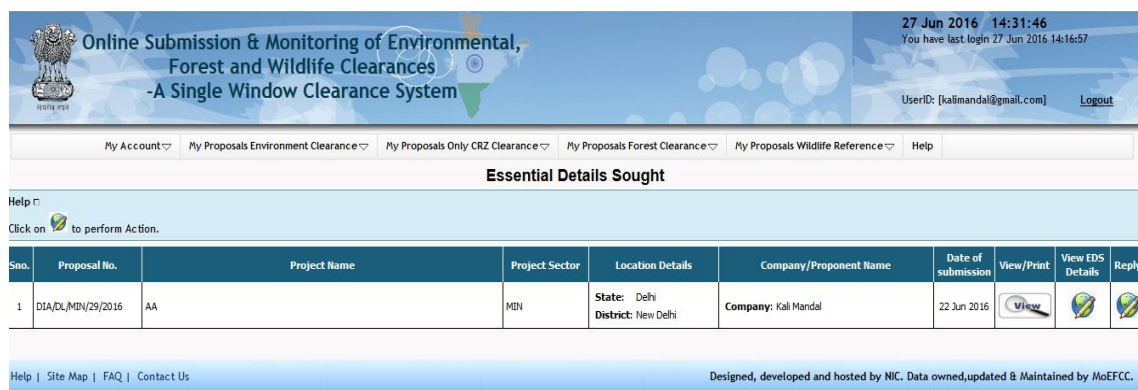 27 Jun 2016 14:31:46
You have last login 27 Jun 2016 14:16:57
Online Submission & Monitoring of Environmental,
Forest and Wildlife Clearances
-A Single Window Clearance System
सत्यमेव जयते
UserID: [kalimandal@gmail.com] Logout
My Account My Proposals Environment Clearance My Proposals Only CRZ Clearance My Proposals Forest Clearance My Proposals Wildlife Reference Help
Essential Details Sought
Help
Click on to perform Action.
Sno. Proposal No. Project Name Project Sector Location Details Company/Proponent Name Date of submission View/Print View EDS Details Reply
1 DIA/DL/MIN/29/2016 AA MIN State: Delhi District: New Delhi Company: Kali Mandal 22 Jun 2016 View
Help | Site Map | FAQ | Contact Us Designed, developed and hosted by NIC. Data owned,updated & Maintained by MoEFCC.